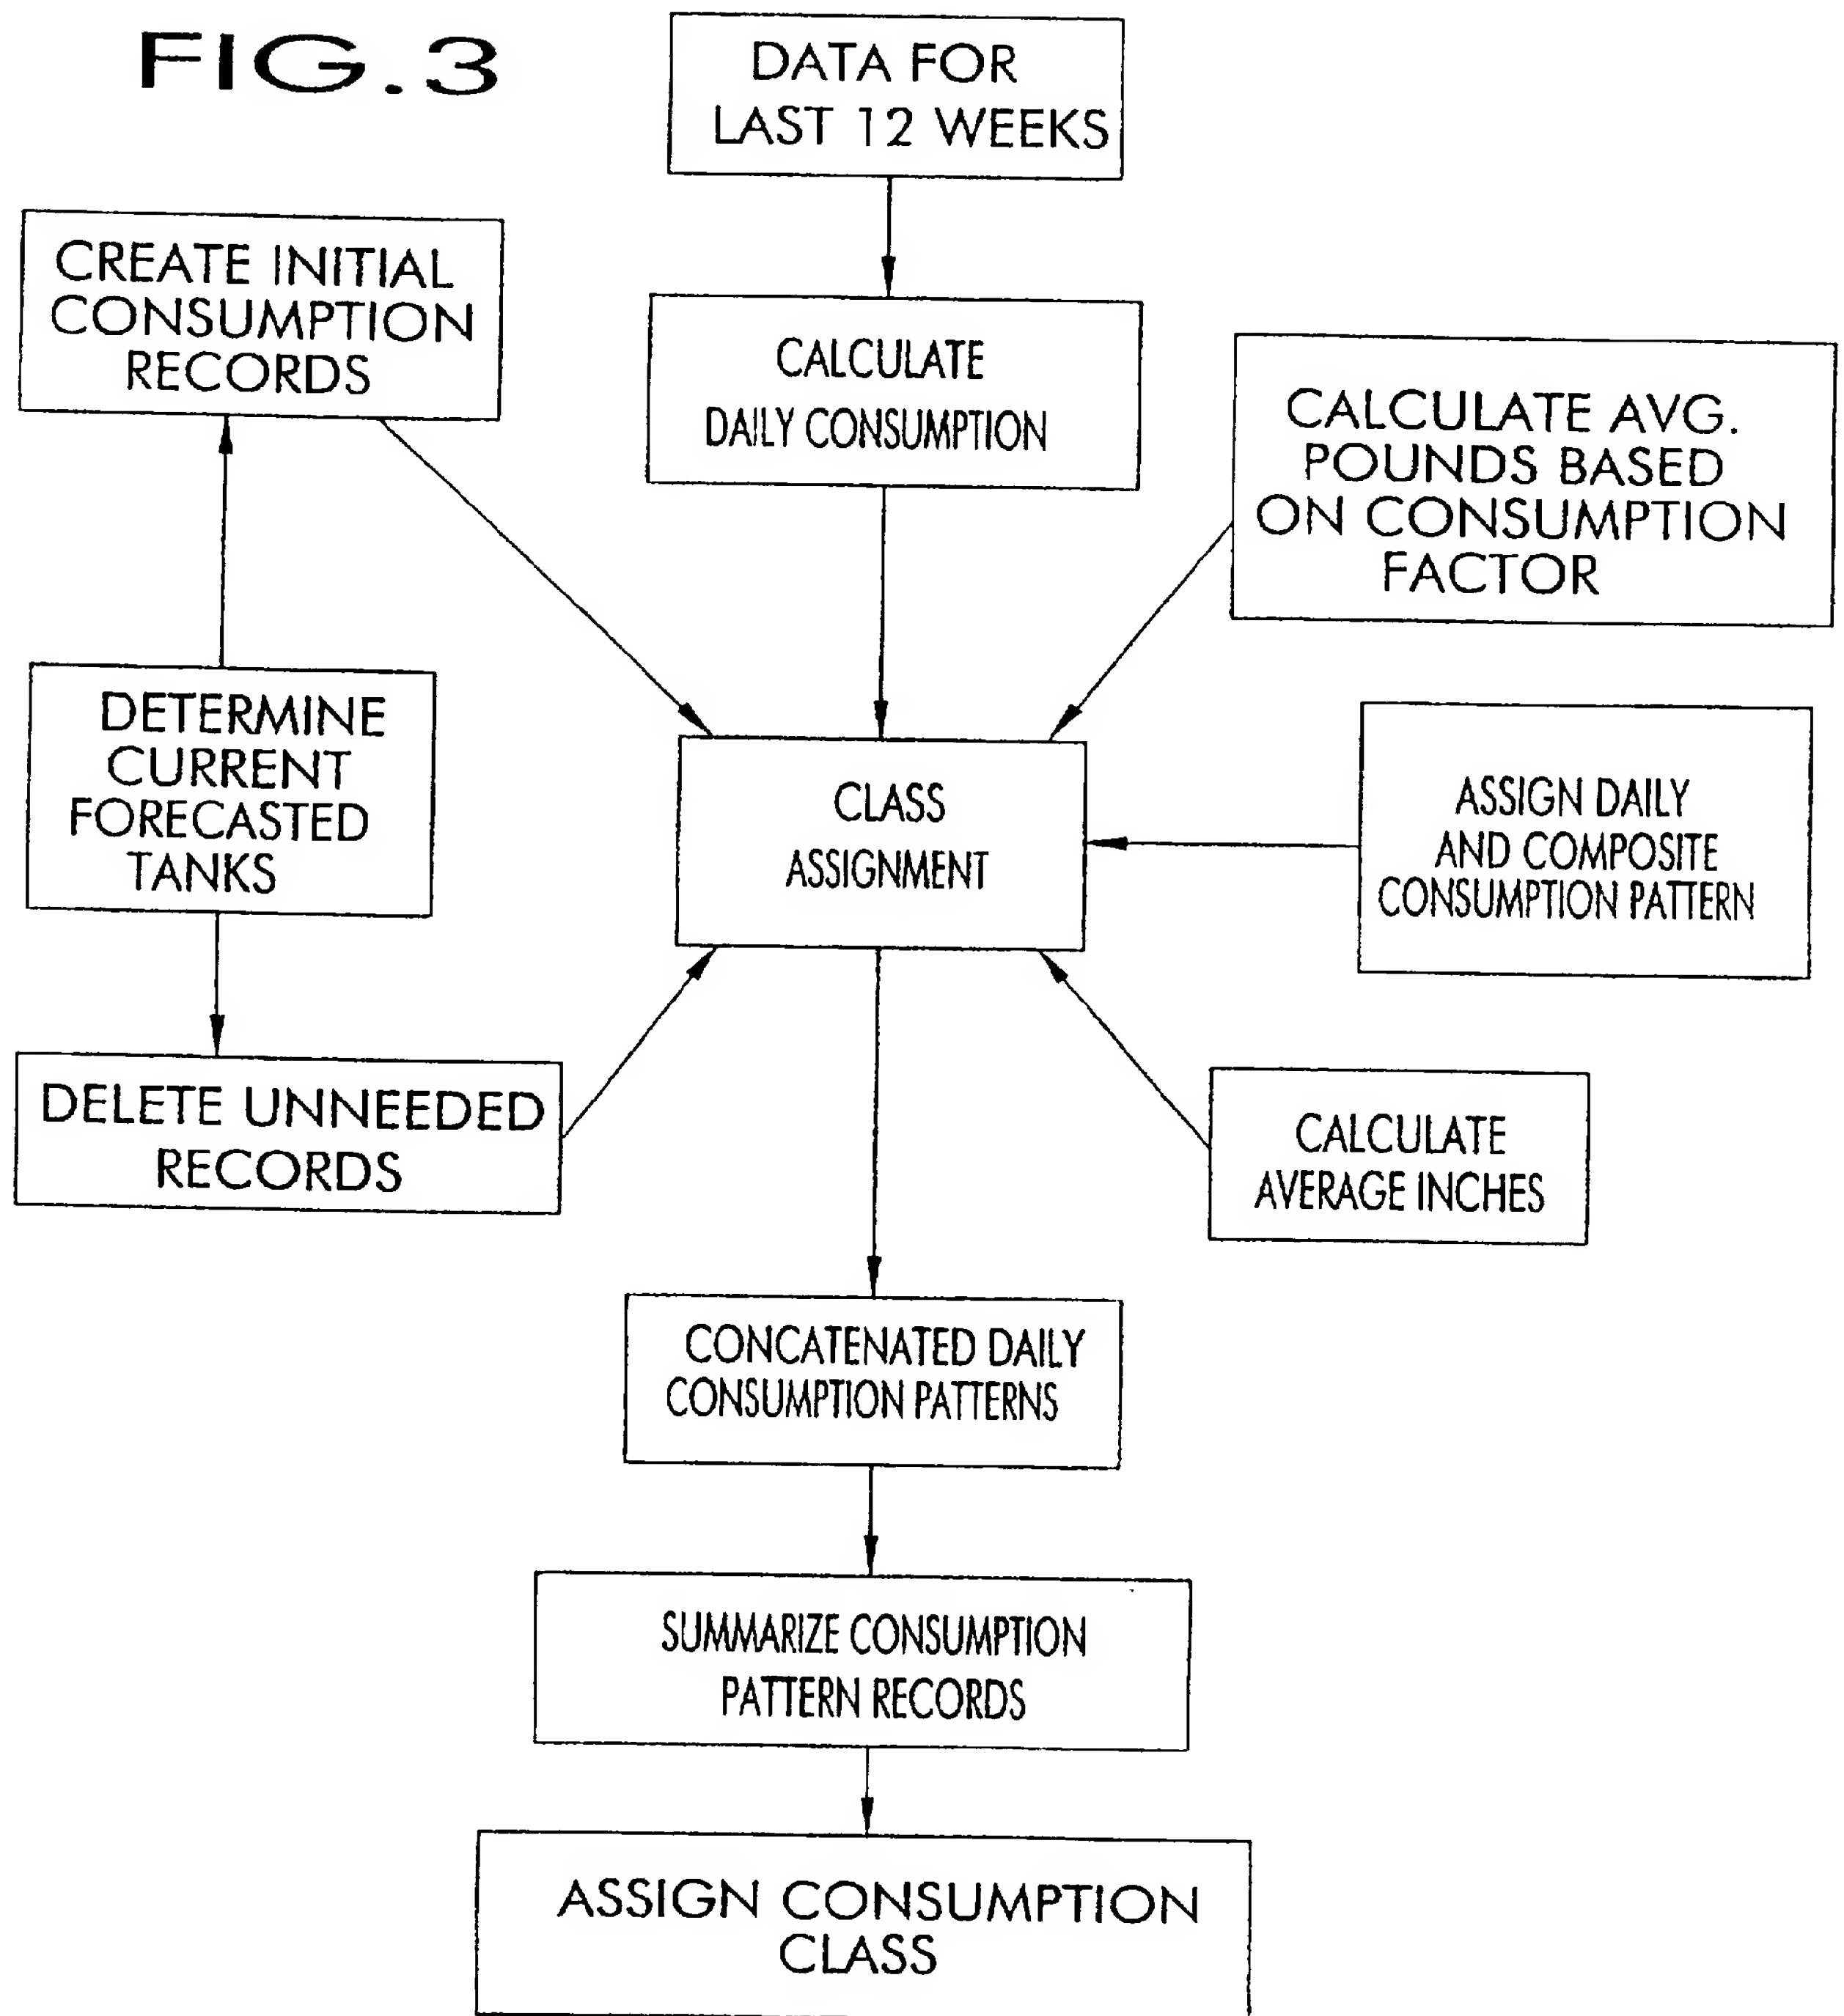 FIG.3
DATA FOR
LAST 12 WEEKS
CREATE INITIAL
CONSUMPTION
RECORDS
CALCULATE
DAILY CONSUMPTION
CALCULATE AVG.
POUNDS BASED
ON CONSUMPTION
FACTOR
DETERMINE
CURRENT
FORECASTED
TANKS
CLASS
ASSIGNMENT
ASSIGN DAILY
AND COMPOSITE
CONSUMPTION PATTERN
DELETE UNNEEDED
RECORDS
CALCULATE
AVERAGE INCHES
CONCATENATED DAILY
CONSUMPTION PATTERNS
SUMMARIZE CONSUMPTION
PATTERN RECORDS
ASSIGN CONSUMPTION
CLASS